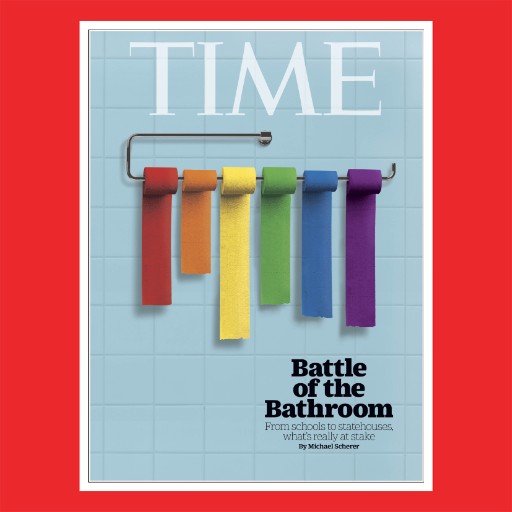 TIME
Battle
of the
Bathroom
From schools to statehouses,
what's really at stake
By Michael Scherer